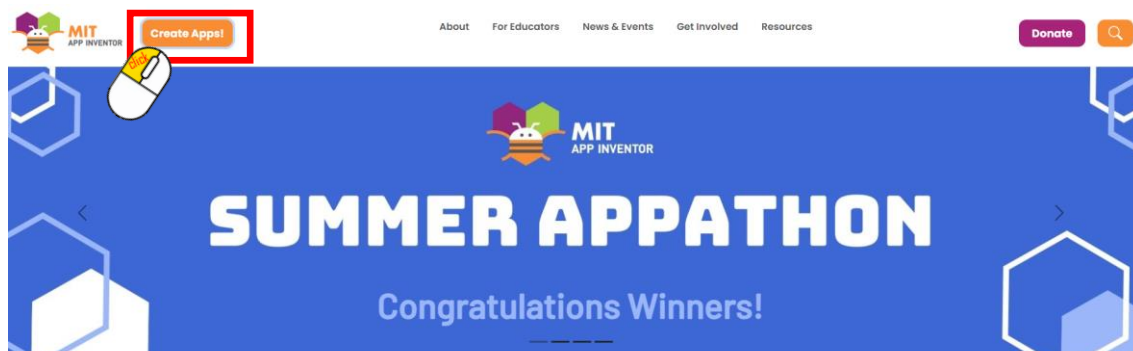 MIT
APP INVENTOR
Create Apps!
About For Educators News & Events Get Involved Resources
Donate
click
MIT
APP INVENTOR
SUMMER APPATHON
Congratulations Winners!